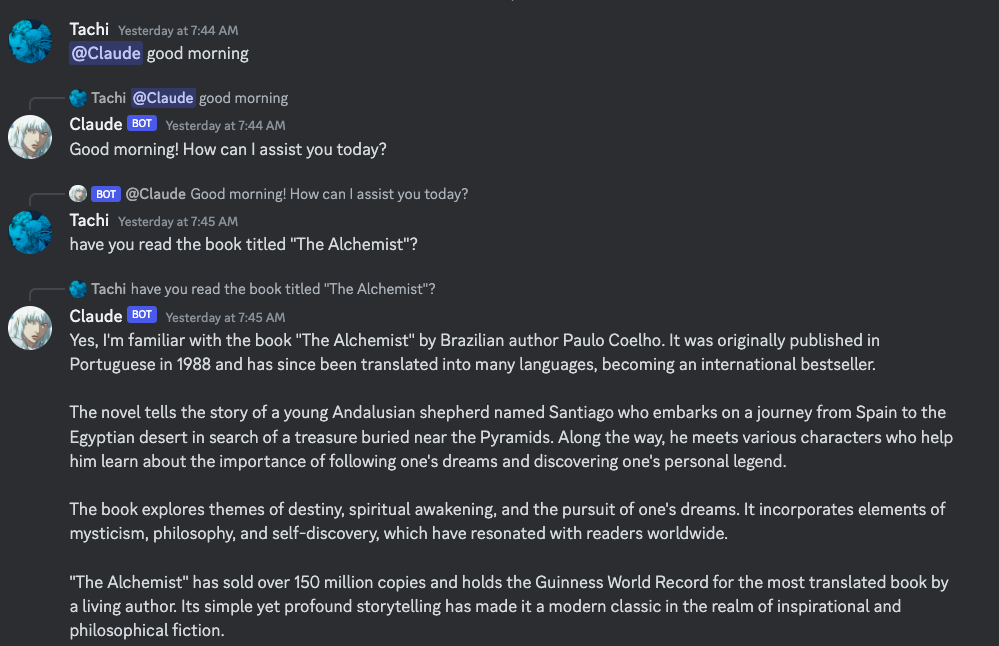 Tachi Yesterday at 7:44 AM
@Claude good morning
Tachi @Claude good morning
Claude BOT Yesterday at 7:44 AM
Good morning! How can I assist you today?
BOT @Claude Good morning! How can I assist you today?
Tachi Yesterday at 7:45 AM
have you read the book titled "The Alchemist"?
Tachi have you read the book titled "The Alchemist"?
Claude BOT Yesterday at 7:45 AM
Yes, I'm familiar with the book "The Alchemist" by Brazilian author Paulo Coelho. It was originally published in
Portuguese in 1988 and has since been translated into many languages, becoming an international bestseller.
The novel tells the story of a young Andalusian shepherd named Santiago who embarks on a journey from Spain to the
Egyptian desert in search of a treasure buried near the Pyramids. Along the way, he meets various characters who help
him learn about the importance of following one's dreams and discovering one's personal legend.
The book explores themes of destiny, spiritual awakening, and the pursuit of one's dreams. It incorporates elements of
mysticism, philosophy, and self-discovery, which have resonated with readers worldwide.
"The Alchemist" has sold over 150 million copies and holds the Guinness World Record for the most translated book by
a living author. Its simple yet profound storytelling has made it a modern classic in the realm of inspirational and
philosophical fiction.